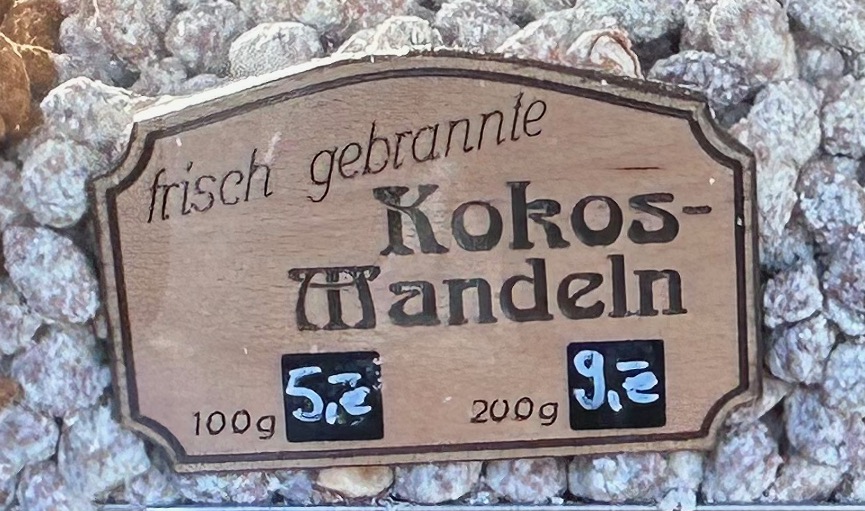 frisch gebrannte
Kokos-
Mandeln
100g 5,- € 200g 9,- €